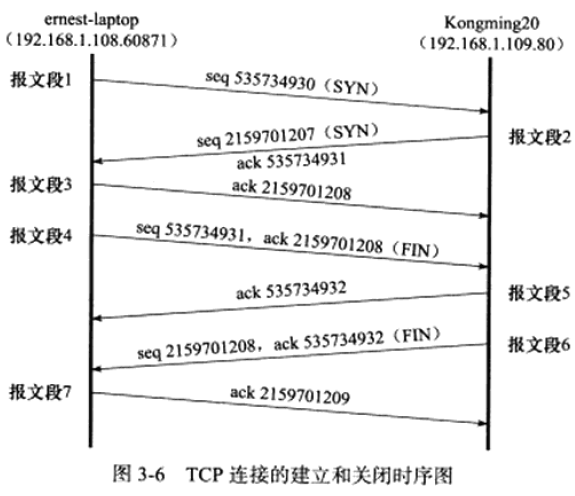 ernest-laptop
(192.168.1.108.60871)
Kongming20
(192.168.1.109.80)
报文段1
seq 535734930（SYN）
seq 2159701207（SYN）
报文段2
ack 535734931
报文段3
ack 2159701208
报文段4
seq 535734931，ack 2159701208（FIN）
ack 535734932
报文段5
seq 2159701208，ack 535734932（FIN）
报文段6
报文段7
ack 2159701209
图 3-6 TCP 连接的建立和关闭时序图